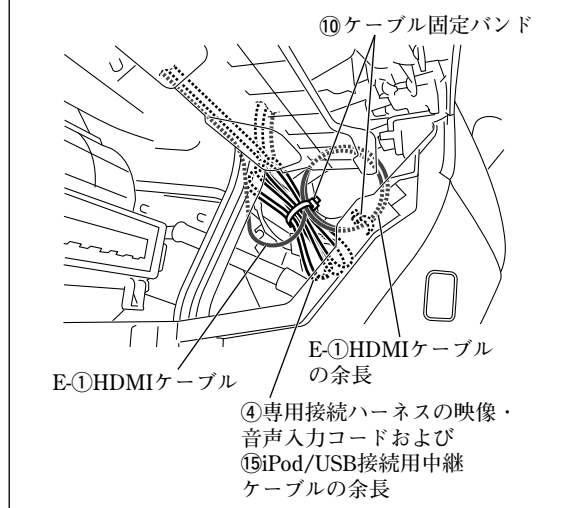 ⑩ケーブル固定バンド
E-①HDMIケーブル
の余長
E-①HDMIケーブル
④専用接続ハーネスの映像・
音声入力コードおよび
⑮iPod/USB接続用中継
ケーブルの余長